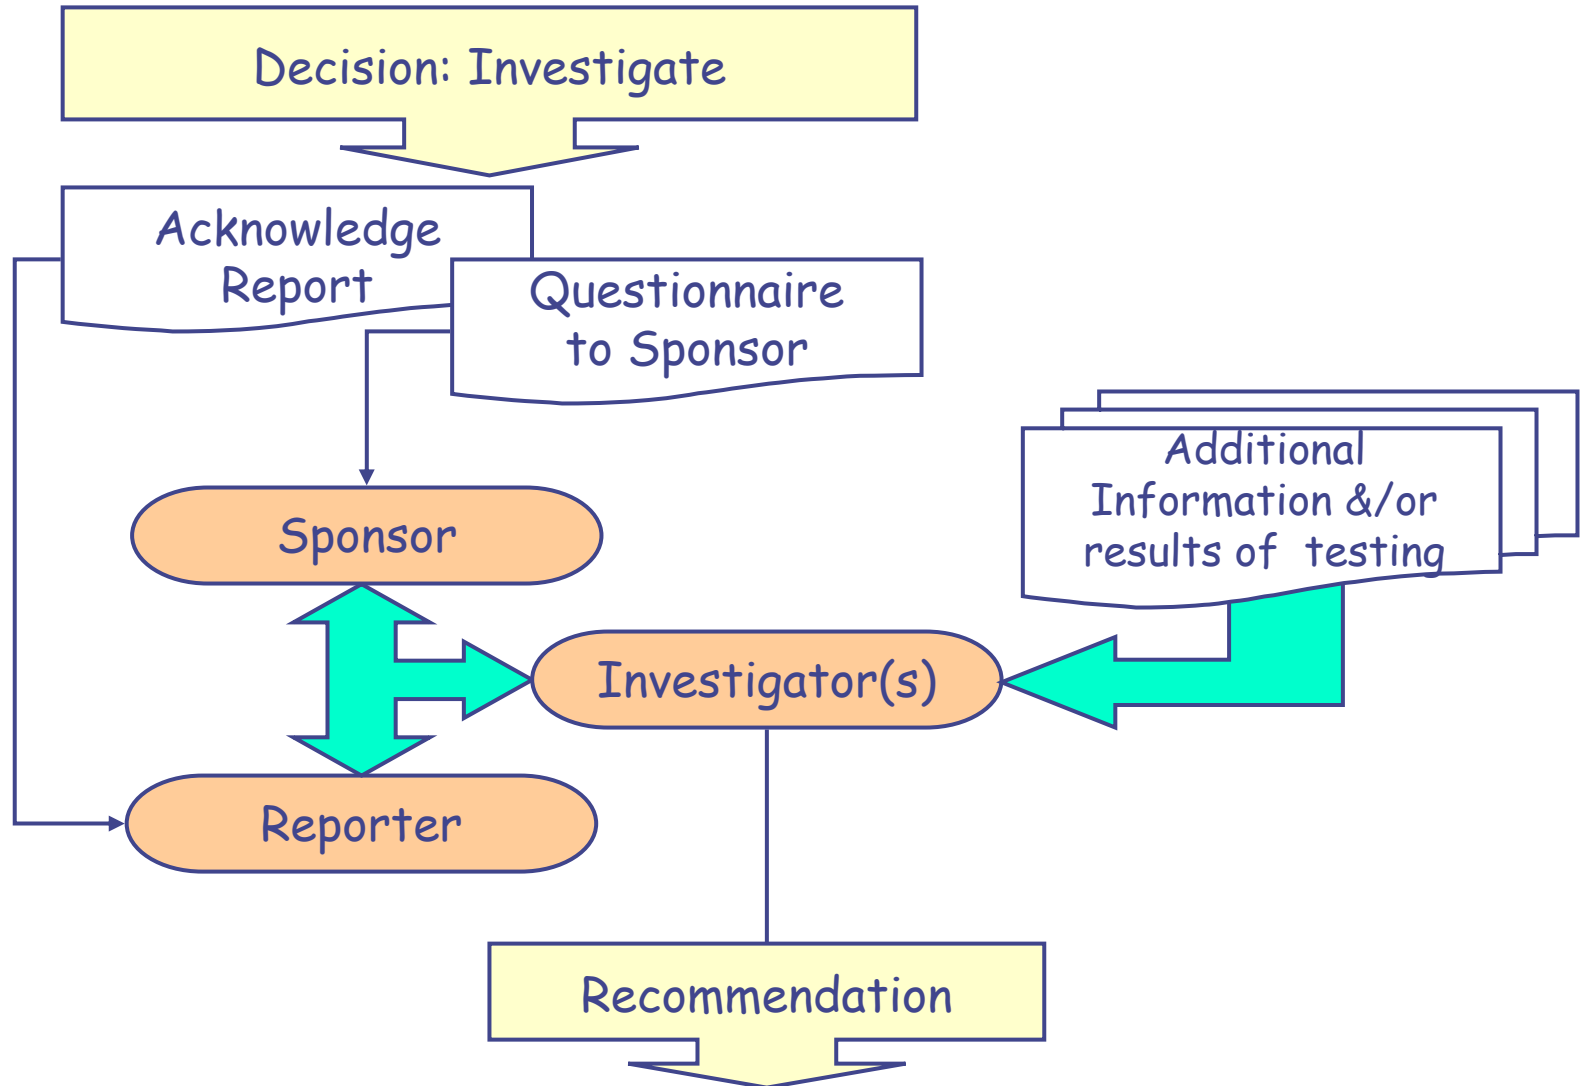 Decision: Investigate
Acknowledge
Report
Questionnaire
to Sponsor
Additional
Information &/or
results of testing
Sponsor
Investigator(s)
Reporter
Recommendation